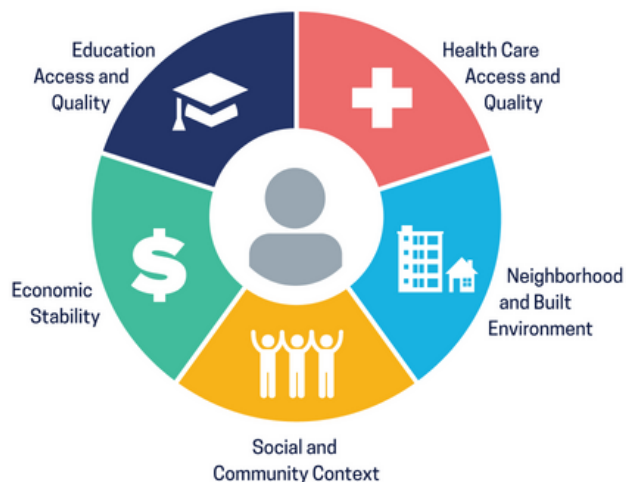 Education
Access and
Quality
Health Care
Access and
Quality
Economic
Stability
$
Neighborhood
and Built
Environment
Social and
Community Context